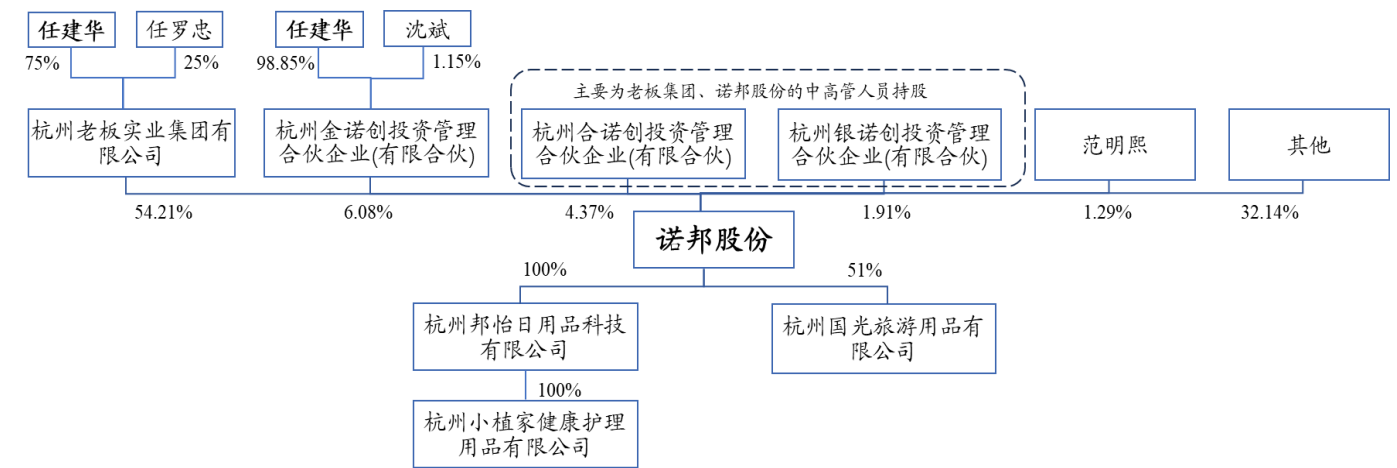 任建华
任罗忠
任建华
沈斌
75%
25%
98.85%
1.15%
主要为老板集团、诺邦股份的中高管人员持股
杭州老板实业集团有
限公司
杭州金诺创投资管理
合伙企业(有限合伙)
杭州合诺创投资管理
合伙企业(有限合伙)
杭州银诺创投资管理
合伙企业(有限合伙)
范明熙
其他
54.21%
6.08%
4.37%
1.91%
1.29%
32.14%
诺邦股份
100%
51%
杭州邦怡日用品科技
有限公司
杭州国光旅游用品有
限公司
100%
杭州小植家健康护理
用品有限公司